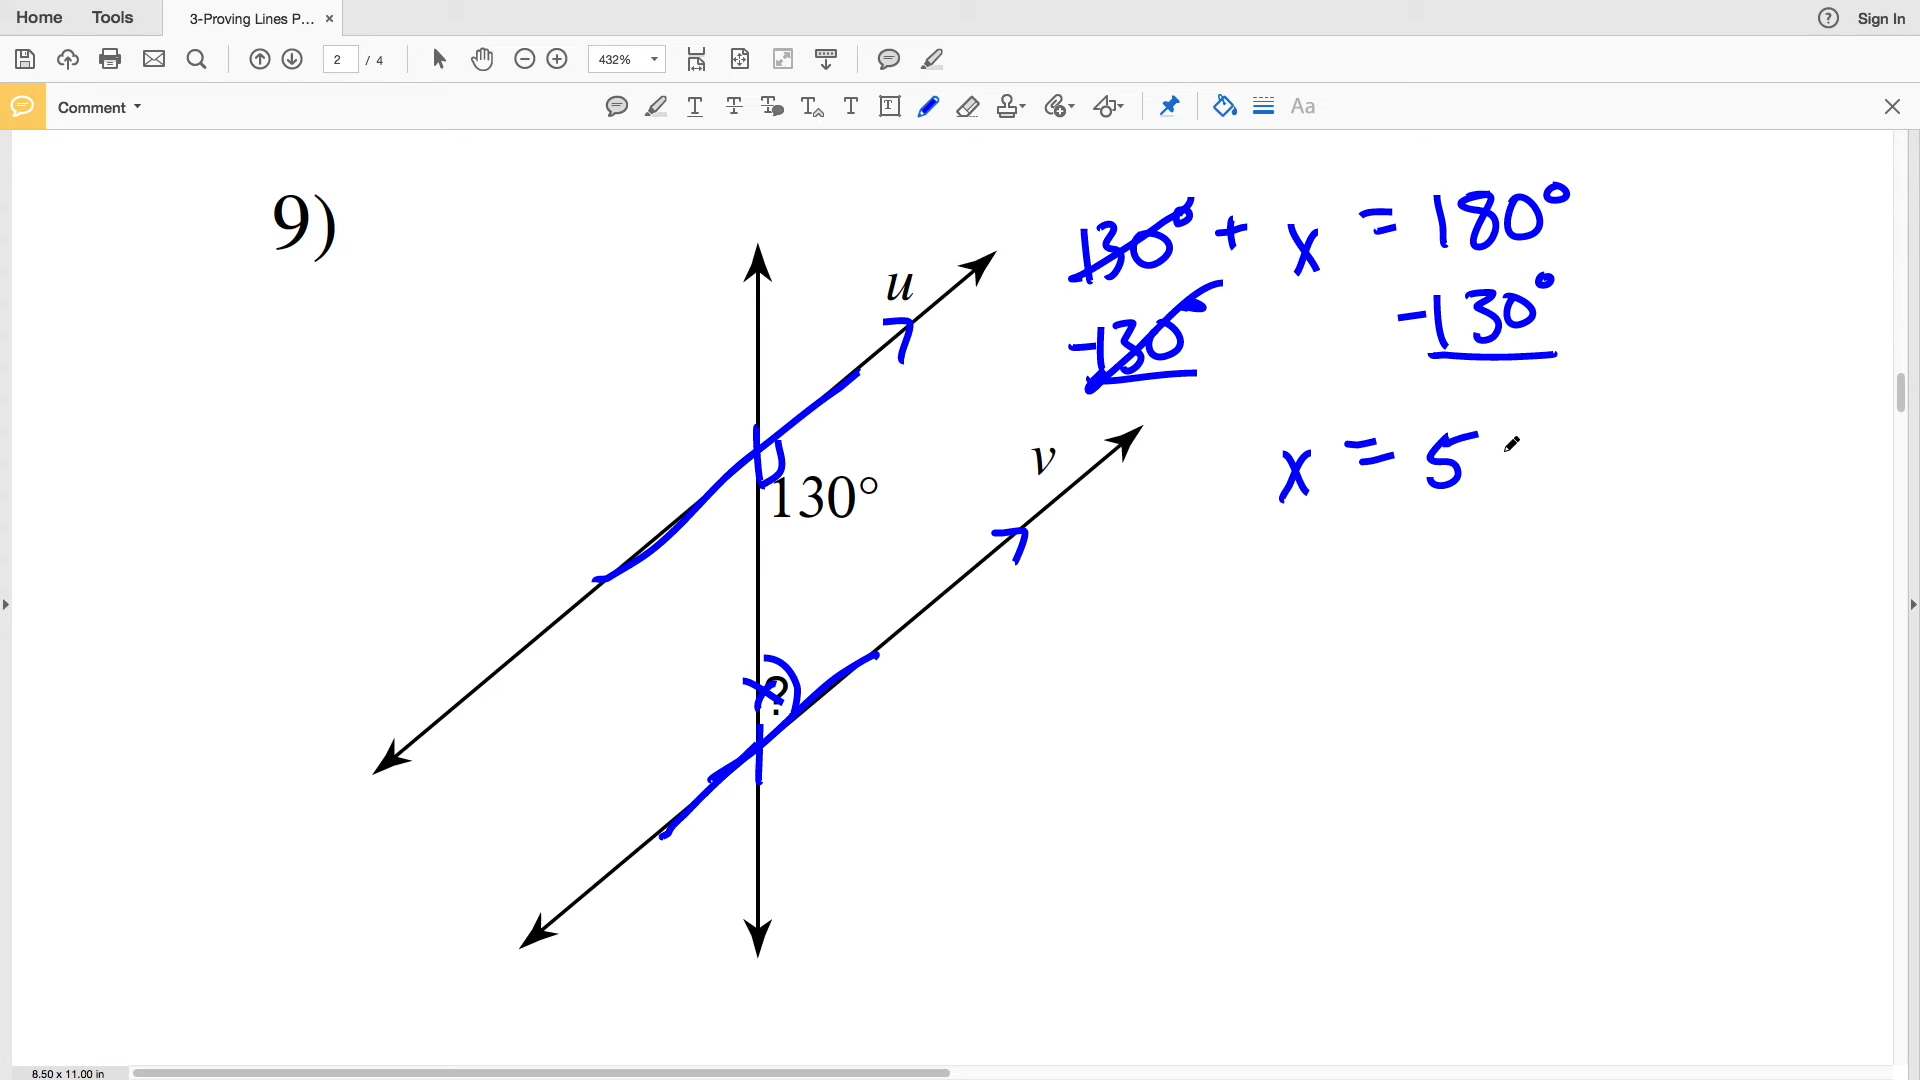 Home Tools 3-Proving Lines P... × ? Sign In
2 / 4 432%
Comment T T T T T T Aa
9)
130° + x = 180°
-130° -130°
x = 5
u
v
130°
x ?
8.50 x 11.00 in